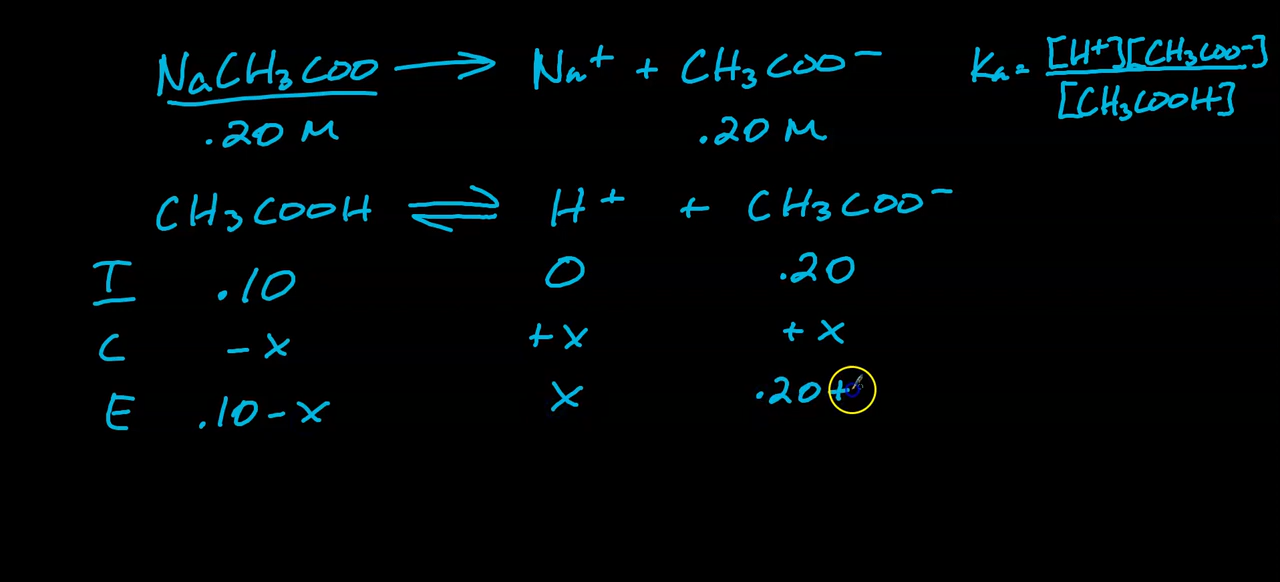 NaCH3COO → Na+ + CH3COO− Ka = [H+][CH3COO−] / [CH3COOH]
.20 M .20 M
CH3COOH ⇌ H+ + CH3COO−
I .10 0 .20
C - x + x + x
E .10 - x x .20 +